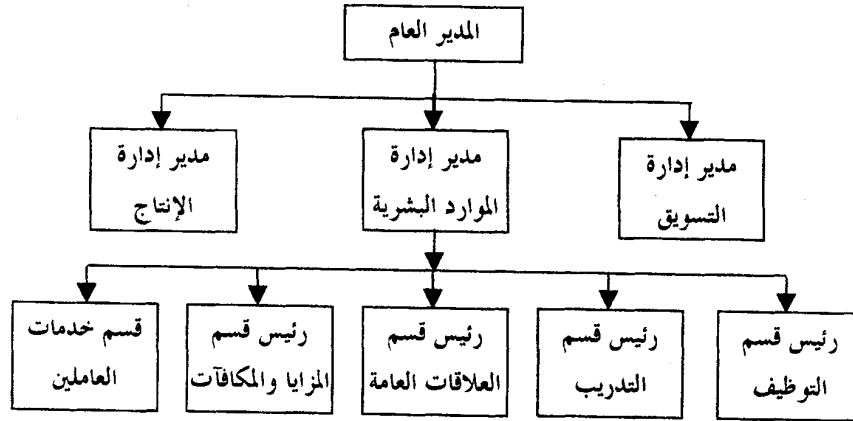 المدير العام
مدير إدارة
التسويق
مدير إدارة
الموارد البشرية
مدير إدارة
الإنتاج
رئيس قسم
التوظيف
رئيس قسم
التدريب
رئيس قسم
العلاقات العامة
رئيس قسم
المزايا والمكافآت
قسم خدمات
العاملين